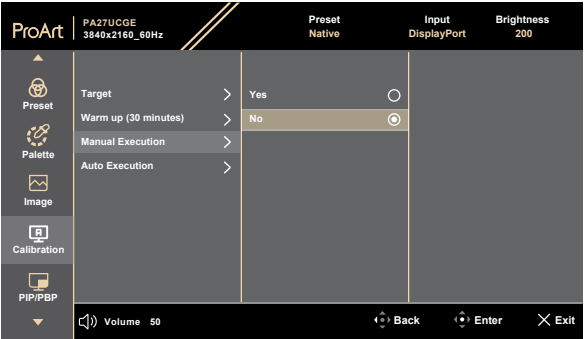 ProArt
PA27UCGE
3840x2160_60Hz
Preset
Native
Input
DisplayPort
Brightness
200
Preset
Palette
Image
Calibration
PIP/PBP
Target
Warm up (30 minutes)
Manual Execution
Auto Execution
Yes
No
Volume 50
Back
Enter
Exit